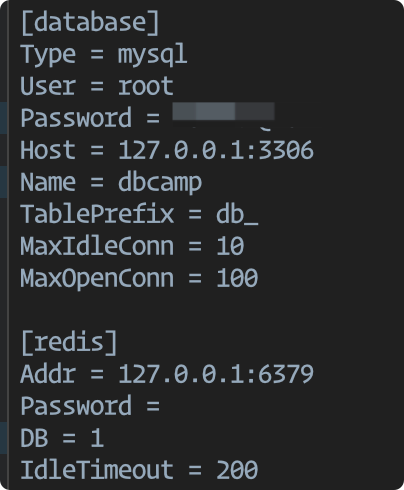 [database]
Type = mysql
User = root
Password =
Host = 127.0.0.1:3306
Name = dbcamp
TablePrefix = db_
MaxIdleConn = 10
MaxOpenConn = 100
[redis]
Addr = 127.0.0.1:6379
Password =
DB = 1
IdleTimeout = 200